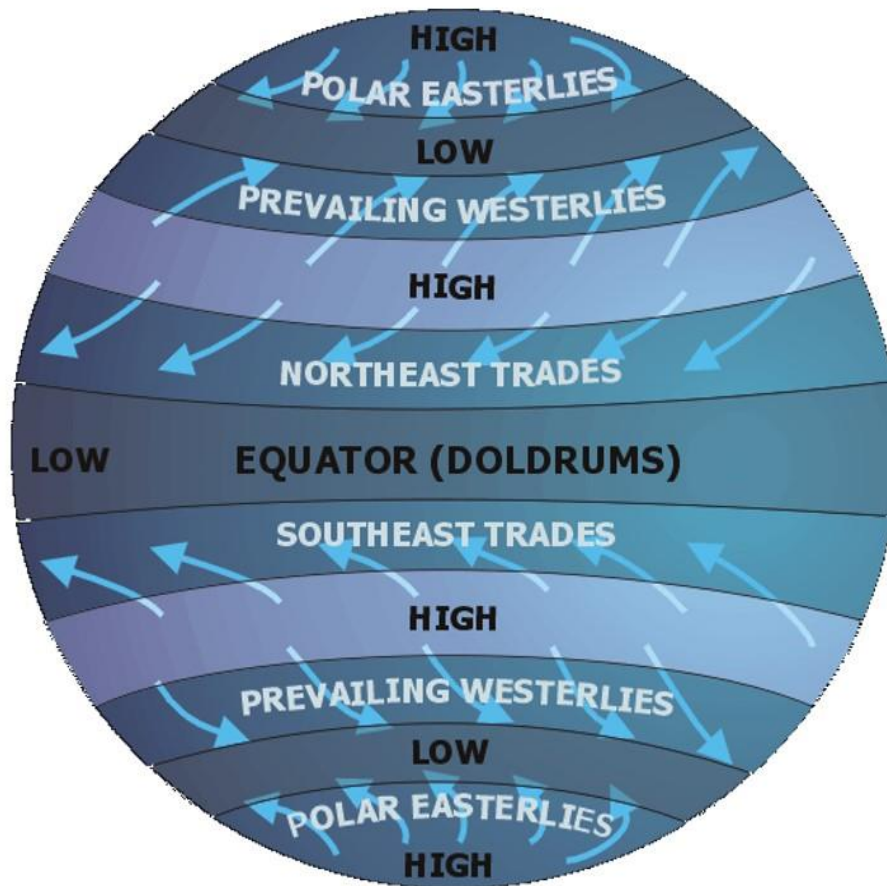 HIGH
POLAR EASTERLIES
LOW
PREVAILING WESTERLIES
HIGH
NORTHEAST TRADES
LOW
EQUATOR (DOLDRUMS)
SOUTHEAST TRADES
HIGH
PREVAILING WESTERLIES
LOW
POLAR EASTERLIES
HIGH